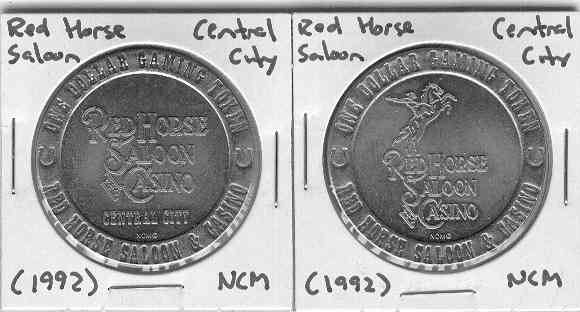 Red Horse Saloon
Central City
ONE DOLLAR GAMING TOKEN
RED HORSE
SALOON
& CASINO
CENTRAL CITY
NCM©
RED HORSE SALOON & CASINO
(1992)
NCM
Red Horse Saloon
Central City
ONE DOLLAR GAMING TOKEN
RED HORSE
SALOON
& CASINO
NCM©
RED HORSE SALOON & CASINO
(1992)
NCM